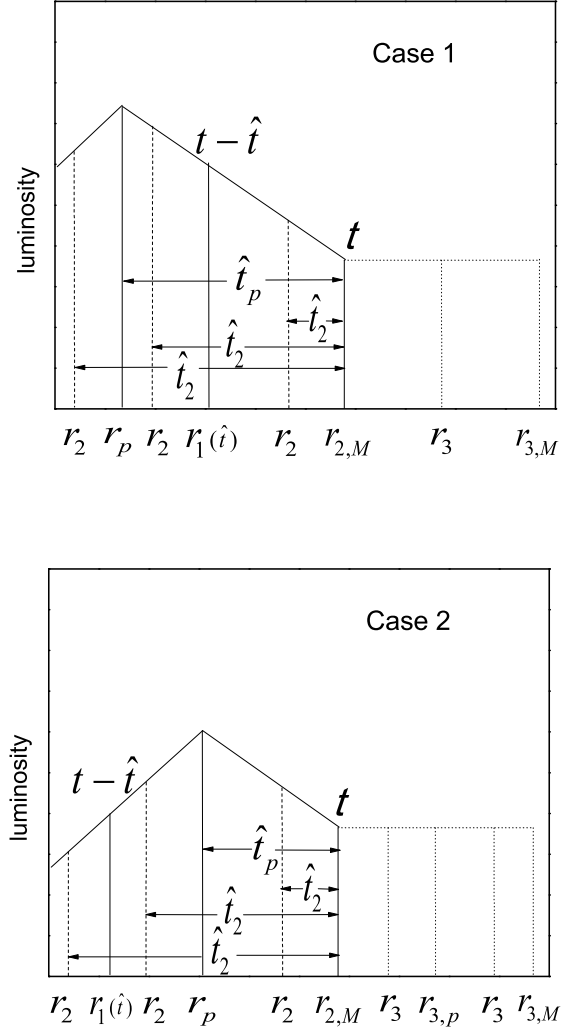 Case 1
luminosity
t − t̂
t
t̂ₚ
t̂₂
t̂₂
t̂₂
r₂ rₚ r₂ r₁(t̂) r₂ r₂,M r₃ r₃,M
Case 2
luminosity
t − t̂
t
t̂ₚ
t̂₂
t̂₂
t̂₂
r₂ r₁(t̂) r₂ rₚ r₂ r₂,M r₃ r₃,ₚ r₃ r₃,M